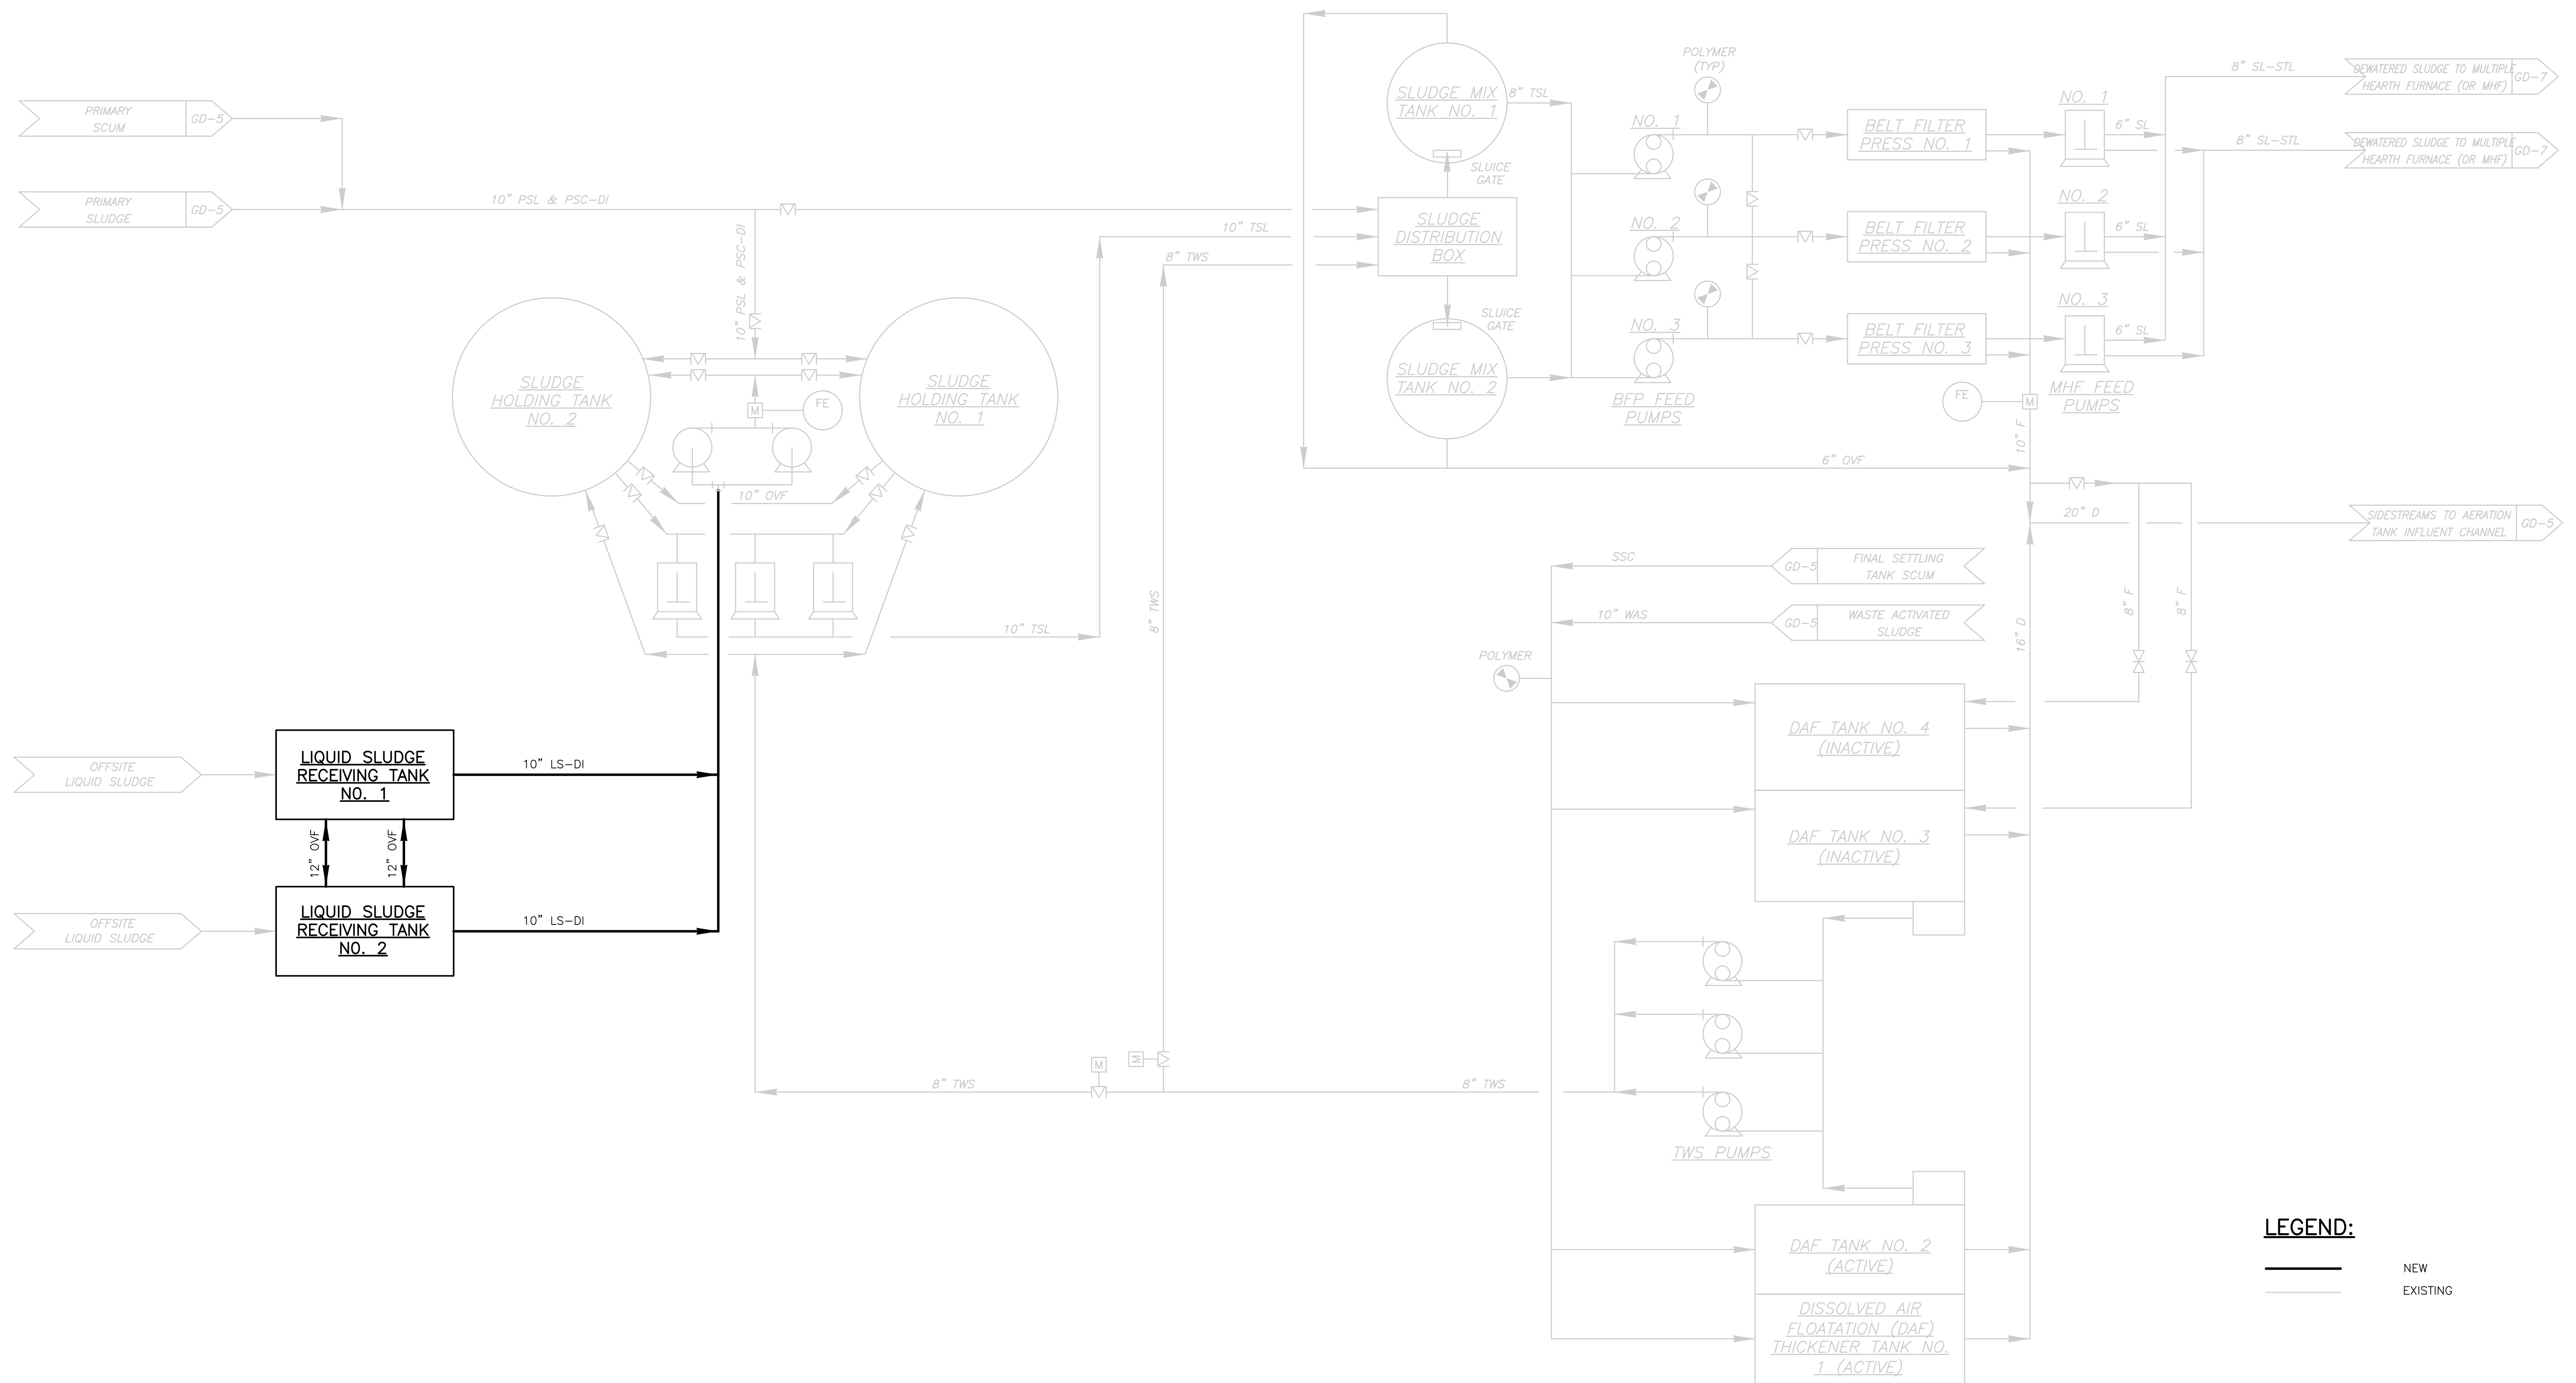 PRIMARY
SCUM
GD-5
PRIMARY
SLUDGE
GD-5
10" PSL & PSC-DI
10" PSL & PSC-DI
SLUDGE
HOLDING TANK
NO. 2
SLUDGE
HOLDING TANK
NO. 1
M
FE
10" OVF
10" TSL
10" TSL
8" TWS
8" TWS
OFFSITE
LIQUID SLUDGE
LIQUID SLUDGE
RECEIVING TANK
NO. 1
10" LS-DI
12" OVF
12" OVF
OFFSITE
LIQUID SLUDGE
LIQUID SLUDGE
RECEIVING TANK
NO. 2
10" LS-DI
8" TWS
M
M
8" TWS
SLUDGE MIX
TANK NO. 1
8" TSL
SLUICE
GATE
SLUDGE
DISTRIBUTION
BOX
SLUICE
GATE
SLUDGE MIX
TANK NO. 2
POLYMER
(TYP)
NO. 1
NO. 2
NO. 3
BFP FEED
PUMPS
BELT FILTER
PRESS NO. 1
BELT FILTER
PRESS NO. 2
BELT FILTER
PRESS NO. 3
NO. 1
6" SL
NO. 2
6" SL
NO. 3
6" SL
MHF FEED
PUMPS
8" SL-STL
DEWATERED SLUDGE TO MULTIPLE
HEARTH FURNACE (OR MHF)
GD-7
8" SL-STL
DEWATERED SLUDGE TO MULTIPLE
HEARTH FURNACE (OR MHF)
GD-7
FE
M
10" F
6" OVF
20" D
SIDESTREAMS TO AERATION
TANK INFLUENT CHANNEL
GD-5
SSC
GD-5
FINAL SETTLING
TANK SCUM
10" WAS
GD-5
WASTE ACTIVATED
SLUDGE
16" D
8" F
8" F
POLYMER
DAF TANK NO. 4
(INACTIVE)
DAF TANK NO. 3
(INACTIVE)
TWS PUMPS
DAF TANK NO. 2
(ACTIVE)
DISSOLVED AIR
FLOATATION (DAF)
THICKENER TANK NO.
1 (ACTIVE)
LEGEND:
NEW
EXISTING